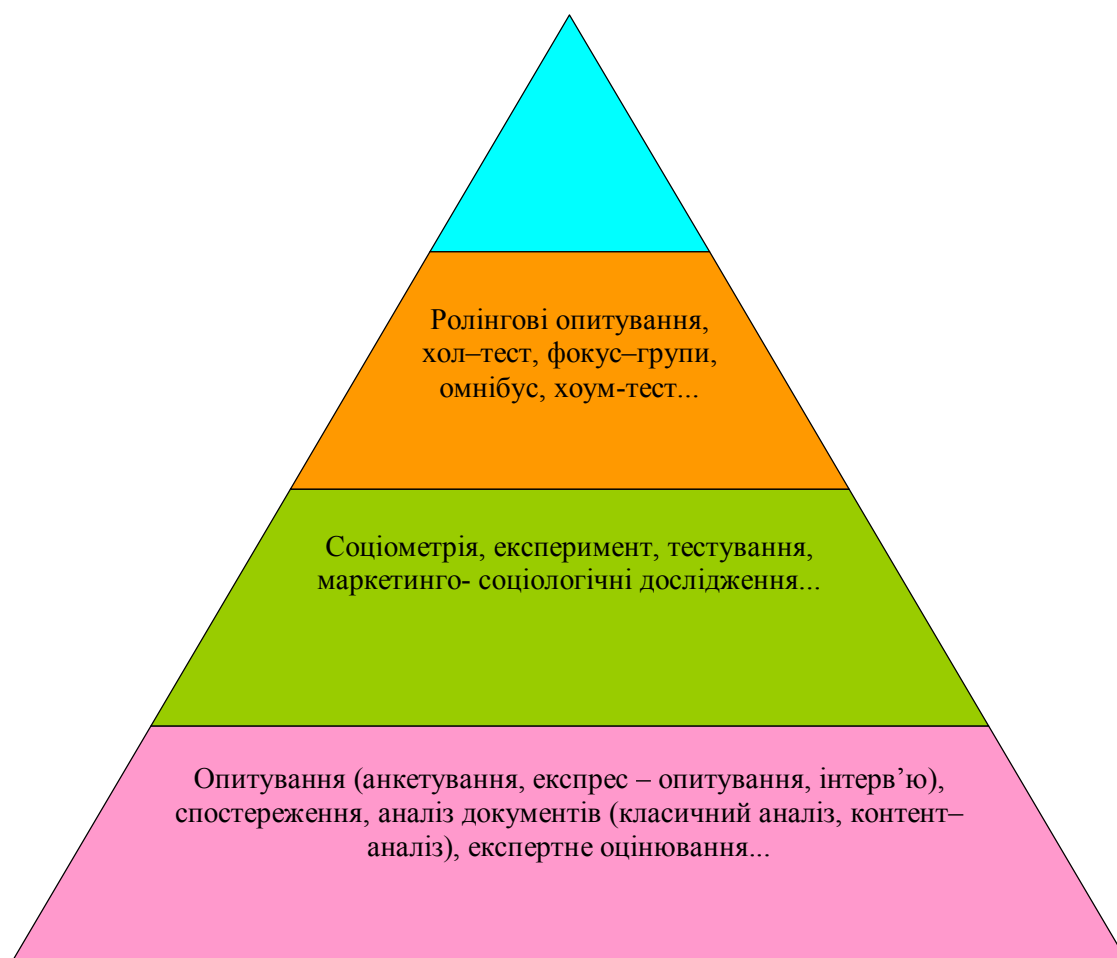 Ролінгові опитування,
хол–тест, фокус–групи,
омнібус, хоум-тест...
Соціометрія, експеримент, тестування,
маркетинго- соціологічні дослідження...
Опитування (анкетування, експрес – опитування, інтерв’ю),
спостереження, аналіз документів (класичний аналіз, контент–
аналіз), експертне оцінювання...